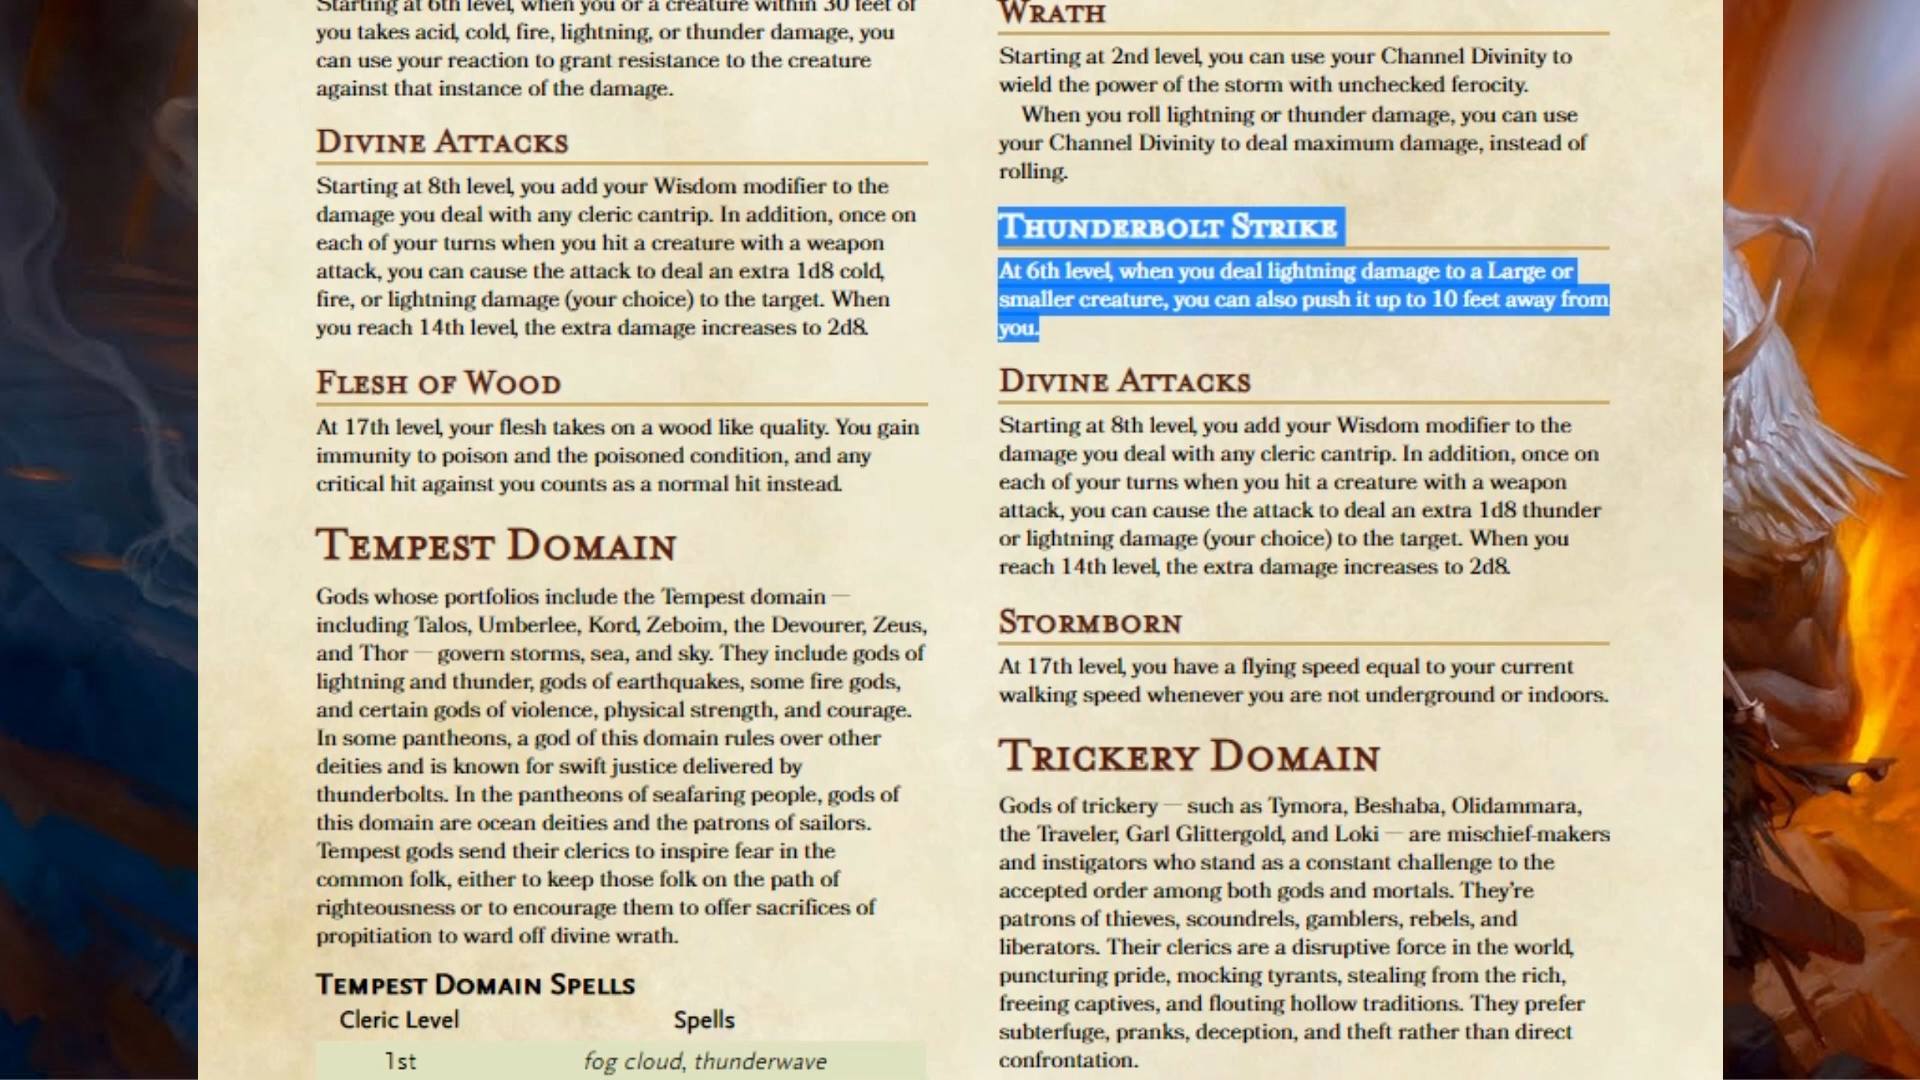 Starting at 6th level, when you or a creature within 30 feet of
you takes acid, cold, fire, lightning, or thunder damage, you
can use your reaction to grant resistance to the creature
against that instance of the damage.
Divine Attacks
Starting at 8th level, you add your Wisdom modifier to the
damage you deal with any cleric cantrip. In addition, once on
each of your turns when you hit a creature with a weapon
attack, you can cause the attack to deal an extra 1d8 cold,
fire, or lightning damage (your choice) to the target. When
you reach 14th level, the extra damage increases to 2d8.
Flesh of Wood
At 17th level, your flesh takes on a wood like quality. You gain
immunity to poison and the poisoned condition, and any
critical hit against you counts as a normal hit instead.
Tempest Domain
Gods whose portfolios include the Tempest domain —
including Talos, Umberlee, Kord, Zeboim, the Devourer, Zeus,
and Thor — govern storms, sea, and sky. They include gods of
lightning and thunder, gods of earthquakes, some fire gods,
and certain gods of violence, physical strength, and courage.
In some pantheons, a god of this domain rules over other
deities and is known for swift justice delivered by
thunderbolts. In the pantheons of seafaring people, gods of
this domain are ocean deities and the patrons of sailors.
Tempest gods send their clerics to inspire fear in the
common folk, either to keep those folk on the path of
righteousness or to encourage them to offer sacrifices of
propitiation to ward off divine wrath.
Tempest Domain Spells
Cleric Level Spells
1st fog cloud, thunderwave
Wrath
Starting at 2nd level, you can use your Channel Divinity to
wield the power of the storm with unchecked ferocity.
When you roll lightning or thunder damage, you can use
your Channel Divinity to deal maximum damage, instead of
rolling.
Thunderbolt Strike
At 6th level, when you deal lightning damage to a Large or
smaller creature, you can also push it up to 10 feet away from
you.
Divine Attacks
Starting at 8th level, you add your Wisdom modifier to the
damage you deal with any cleric cantrip. In addition, once on
each of your turns when you hit a creature with a weapon
attack, you can cause the attack to deal an extra 1d8 thunder
or lightning damage (your choice) to the target. When you
reach 14th level, the extra damage increases to 2d8.
Stormborn
At 17th level, you have a flying speed equal to your current
walking speed whenever you are not underground or indoors.
Trickery Domain
Gods of trickery — such as Tymora, Beshaba, Olidammara,
the Traveler, Garl Glittergold, and Loki — are mischief-makers
and instigators who stand as a constant challenge to the
accepted order among both gods and mortals. They're
patrons of thieves, scoundrels, gamblers, rebels, and
liberators. Their clerics are a disruptive force in the world,
puncturing pride, mocking tyrants, stealing from the rich,
freeing captives, and flouting hollow traditions. They prefer
subterfuge, pranks, deception, and theft rather than direct
confrontation.